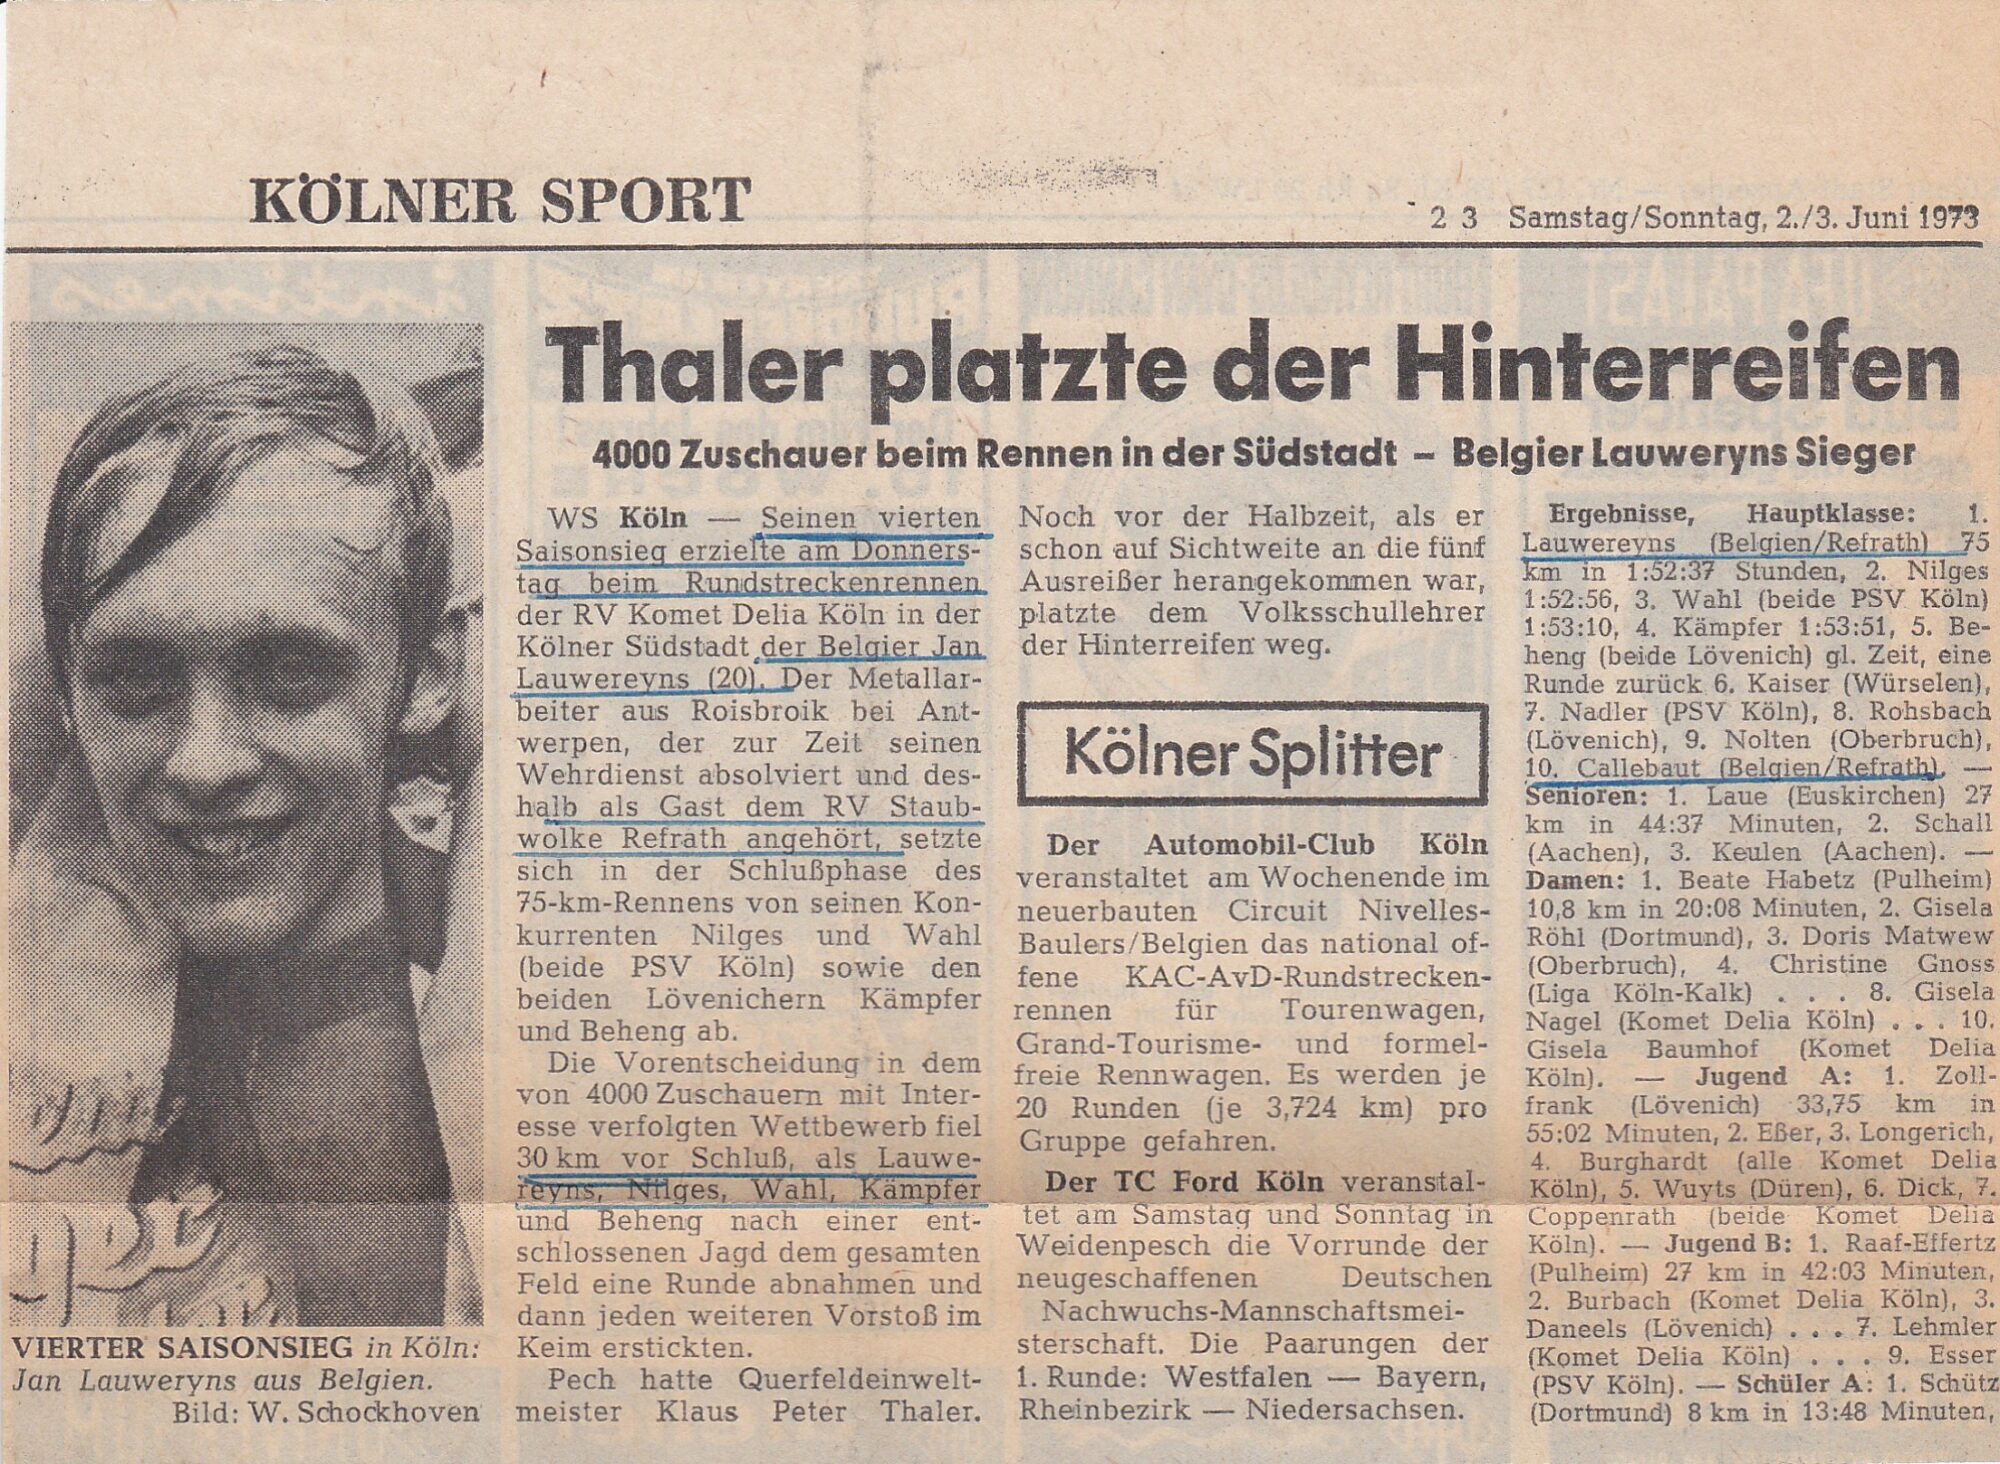 KÖLNER SPORT
23 Samstag/Sonntag, 2./3. Juni 1973
Thaler platzte der Hinterreifen
4000 Zuschauer beim Rennen in der Südstadt – Belgier Lauweryns Sieger
VIERTER SAISONSIEG in Köln:
Jan Lauweryns aus Belgien.
Bild: W. Schockhoven
WS Köln — Seinen vierten
Saisonsieg erzielte am Donners-
tag beim Rundstreckenrennen
der RV Komet Delia Köln in der
Kölner Südstadt der Belgier Jan
Lauwereyns (20). Der Metallar-
beiter aus Roisbroik bei Ant-
werpen, der zur Zeit seinen
Wehrdienst absolviert und des-
halb als Gast dem RV Staub-
wolke Refrath angehört, setzte
sich in der Schlußphase des
75-km-Rennens von seinen Kon-
kurrenten Nilges und Wahl
(beide PSV Köln) sowie den
beiden Lövenichern Kämpfer
und Beheng ab.
Die Vorentscheidung in dem
von 4000 Zuschauern mit Inter-
esse verfolgten Wettbewerb fiel
30 km vor Schluß, als Lauwe-
reyns, Nilges, Wahl, Kämpfer
und Beheng nach einer ent-
schlossenen Jagd dem gesamten
Feld eine Runde abnahmen und
dann jeden weiteren Vorstoß im
Keim erstickten.
Pech hatte Querfeldeinwelt-
meister Klaus Peter Thaler.
Noch vor der Halbzeit, als er
schon auf Sichtweite an die fünf
Ausreißer herangekommen war,
platzte dem Volksschullehrer
der Hinterreifen weg.
Kölner Splitter
Der Automobil-Club Köln
veranstaltet am Wochenende im
neuerbauten Circuit Nivelles-
Baulers/Belgien das national of-
fene KAC-AvD-Rundstrecken-
rennen für Tourenwagen,
Grand-Tourisme- und formel-
freie Rennwagen. Es werden je
20 Runden (je 3,724 km) pro
Gruppe gefahren.
Der TC Ford Köln veranstal-
tet am Samstag und Sonntag in
Weidenpesch die Vorrunde der
neugeschaffenen Deutschen
Nachwuchs-Mannschaftsmei-
sterschaft. Die Paarungen der
1. Runde: Westfalen — Bayern,
Rheinbezirk — Niedersachsen.
Ergebnisse, Hauptklasse: 1.
Lauwereyns (Belgien/Refrath) 75
km in 1:52:37 Stunden, 2. Nilges
1:52:56, 3. Wahl (beide PSV Köln)
1:53:10, 4. Kämpfer 1:53:51, 5. Be-
heng (beide Lövenich) gl. Zeit, eine
Runde zurück 6. Kaiser (Würselen),
7. Nadler (PSV Köln), 8. Rohsbach
(Lövenich), 9. Nolten (Oberbruch),
10. Callebaut (Belgien/Refrath). —
Senioren: 1. Laue (Euskirchen) 27
km in 44:37 Minuten, 2. Schall
(Aachen), 3. Keulen (Aachen). —
Damen: 1. Beate Habetz (Pulheim)
10,8 km in 20:08 Minuten, 2. Gisela
Röhl (Dortmund), 3. Doris Matwew
(Oberbruch), 4. Christine Gnoss
(Liga Köln-Kalk) . . . 8. Gisela
Nagel (Komet Delia Köln) . . . 10.
Gisela Baumhof (Komet Delia
Köln). — Jugend A: 1. Zoll-
frank (Lövenich) 33,75 km in
55:02 Minuten, 2. Eßer, 3. Longerich,
4. Burghardt (alle Komet Delia
Köln), 5. Wuyts (Düren), 6. Dick, 7.
Coppenrath (beide Komet Delia
Köln). — Jugend B: 1. Raaf-Effertz
(Pulheim) 27 km in 42:03 Minuten,
2. Burbach (Komet Delia Köln), 3.
Daneels (Lövenich) . . . 7. Lehmler
(Komet Delia Köln) . . . 9. Esser
(PSV Köln). — Schüler A: 1. Schütz
(Dortmund) 8 km in 13:48 Minuten,